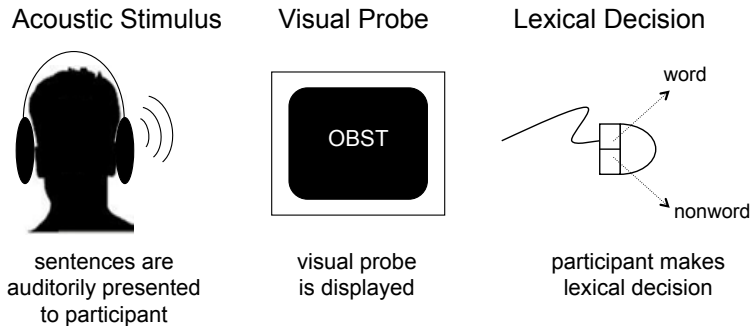 Acoustic Stimulus
Visual Probe
Lexical Decision
OBST
word
nonword
sentences are
auditorily presented
to participant
visual probe
is displayed
participant makes
lexical decision